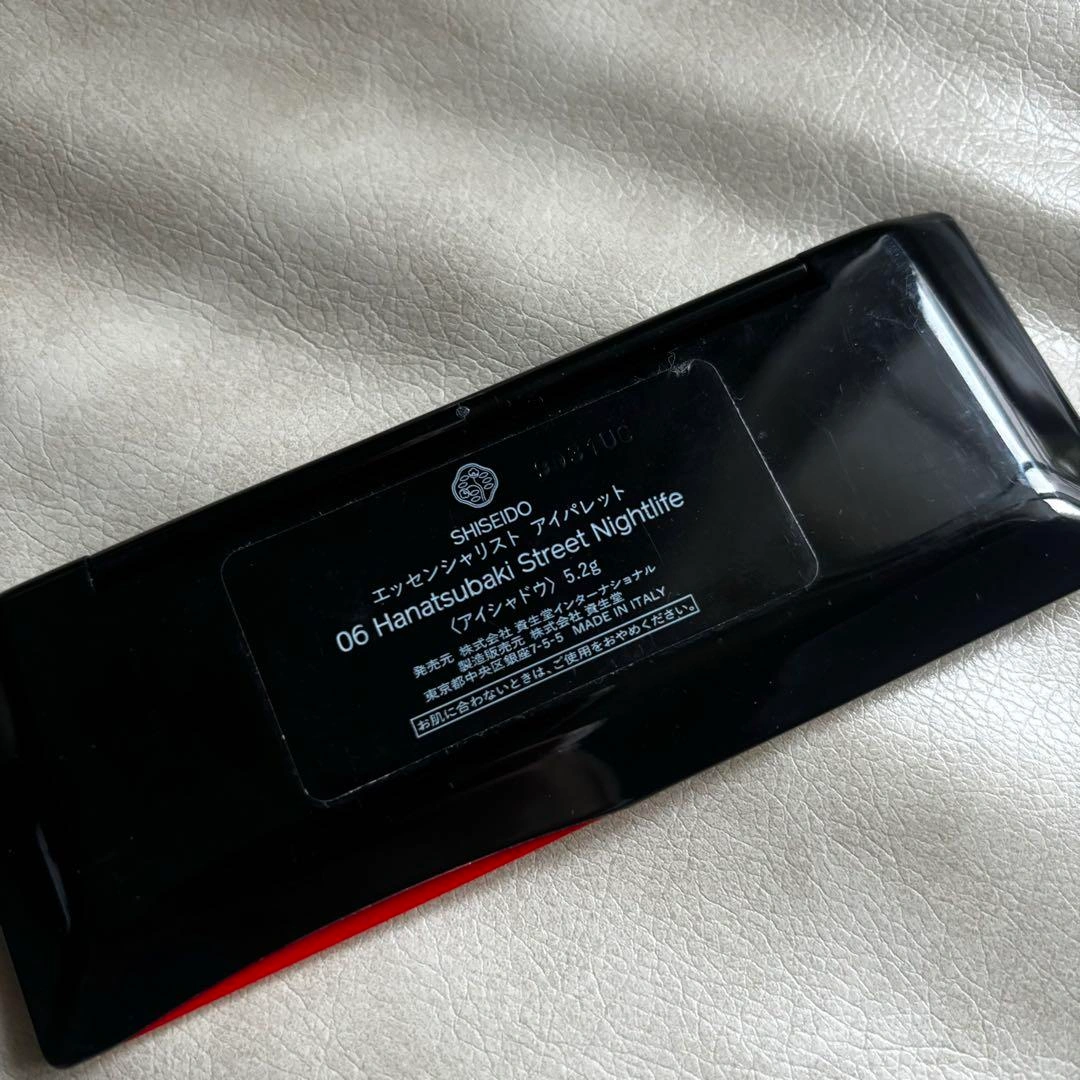 SHISEIDO
エッセンシャリスト アイパレット
06 Hanatsubaki Street Nightlife
〈アイシャドウ〉5.2g
発売元 株式会社 資生堂インターナショナル
製造販売元 株式会社 資生堂
東京都中央区銀座7-5-5 MADE IN ITALY
お肌に合わないときは、ご使用をおやめください。